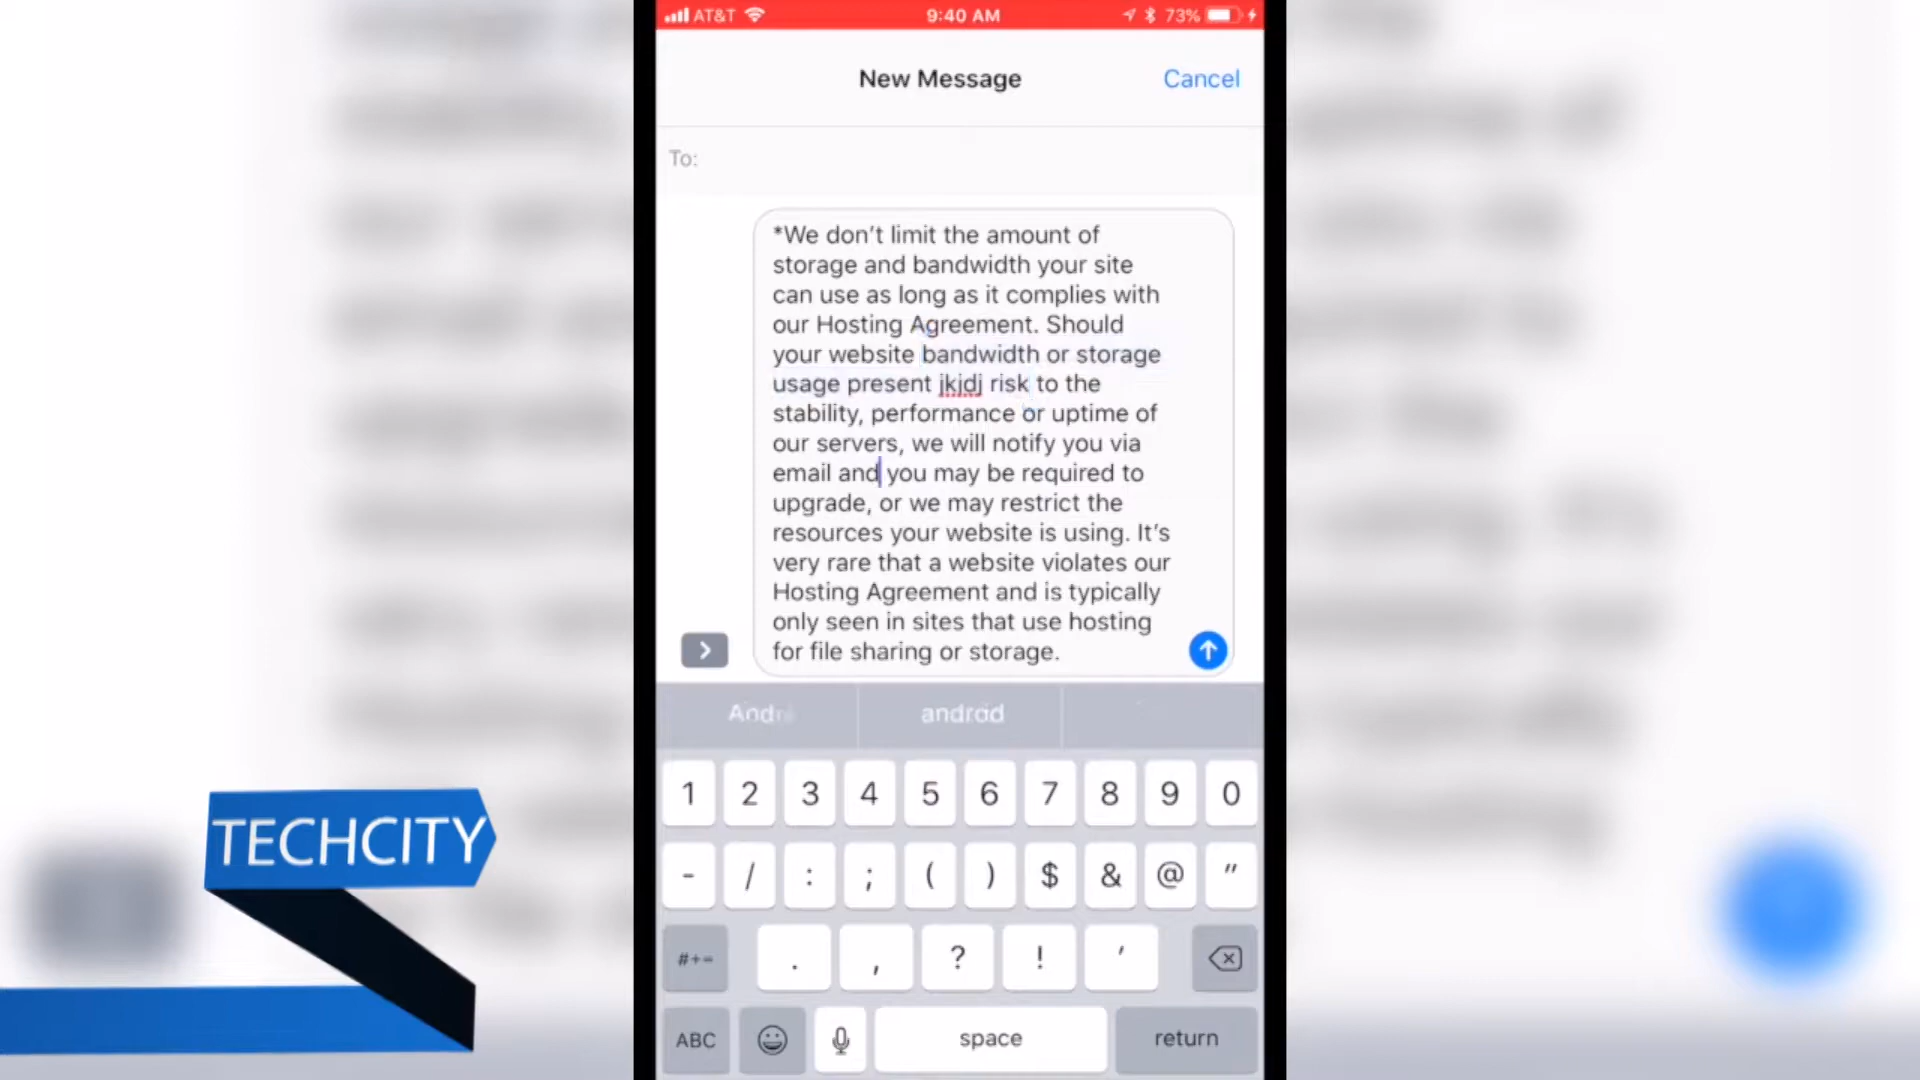 AT&T 9:40 AM 73%
New Message Cancel
To:
*We don't limit the amount of
storage and bandwidth your site
can use as long as it complies with
our Hosting Agreement. Should
your website bandwidth or storage
usage present jkjdj risk to the
stability, performance or uptime of
our servers, we will notify you via
email and you may be required to
upgrade, or we may restrict the
resources your website is using. It's
very rare that a website violates our
Hosting Agreement and is typically
only seen in sites that use hosting
for file sharing or storage.
1 2 3 4 5 6 7 8 9 0
- / : ; ( ) $ & @ "
#+= . , ? ! '
ABC space return
TECHCITY